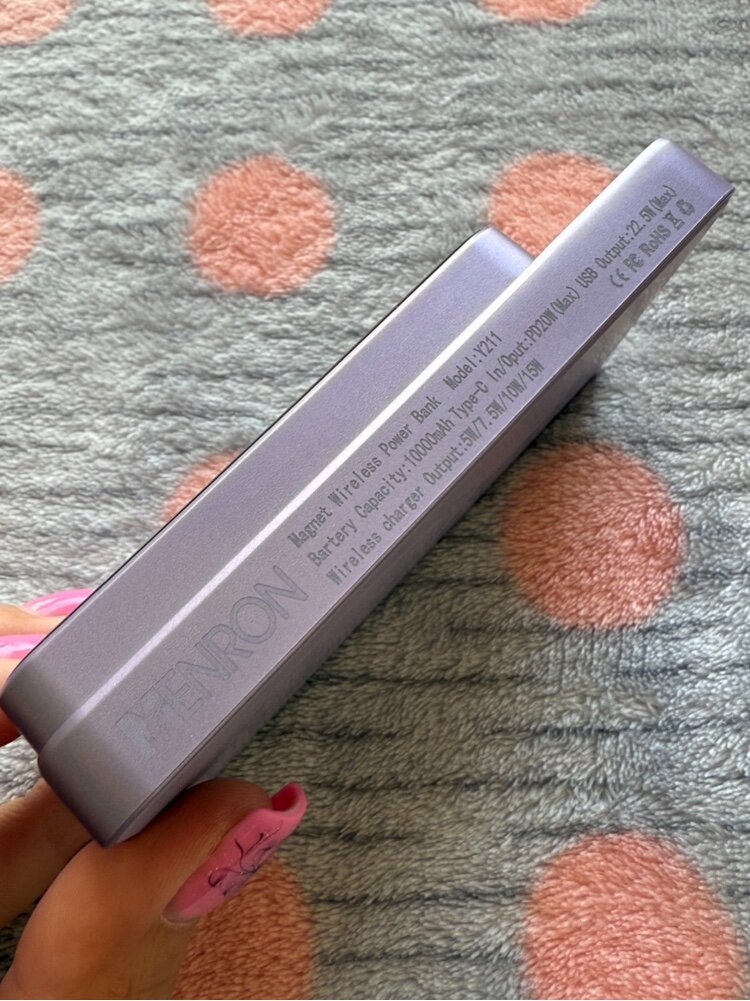 MENRON
Magnet Wireless Power Bank Model:Y211
Bartery Capacity:10000mAh Type-C In/Oput:PD20W(Max) USB Output:22.5W(Max)
Wireless charger Output:5W/7.5W/10W/15W
CE FC RoHS